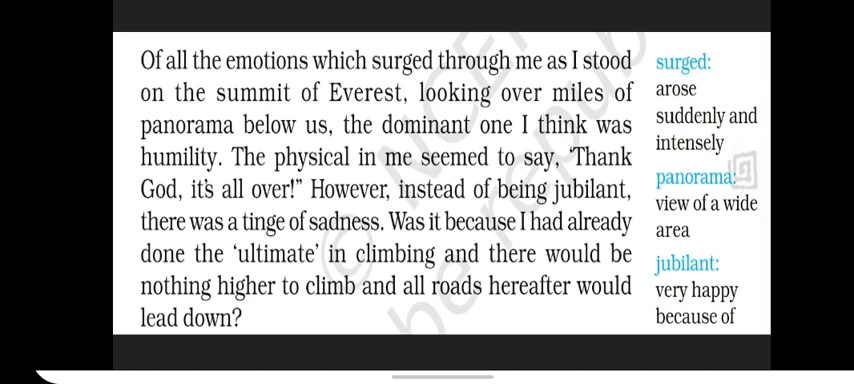 Of all the emotions which surged through me as I stood
on the summit of Everest, looking over miles of
panorama below us, the dominant one I think was
humility. The physical in me seemed to say, ‘Thank
God, it’s all over!” However, instead of being jubilant,
there was a tinge of sadness. Was it because I had already
done the ‘ultimate’ in climbing and there would be
nothing higher to climb and all roads hereafter would
lead down?
surged:
arose
suddenly and
intensely
panorama:
view of a wide
area
jubilant:
very happy
because of
© NCE
be repub